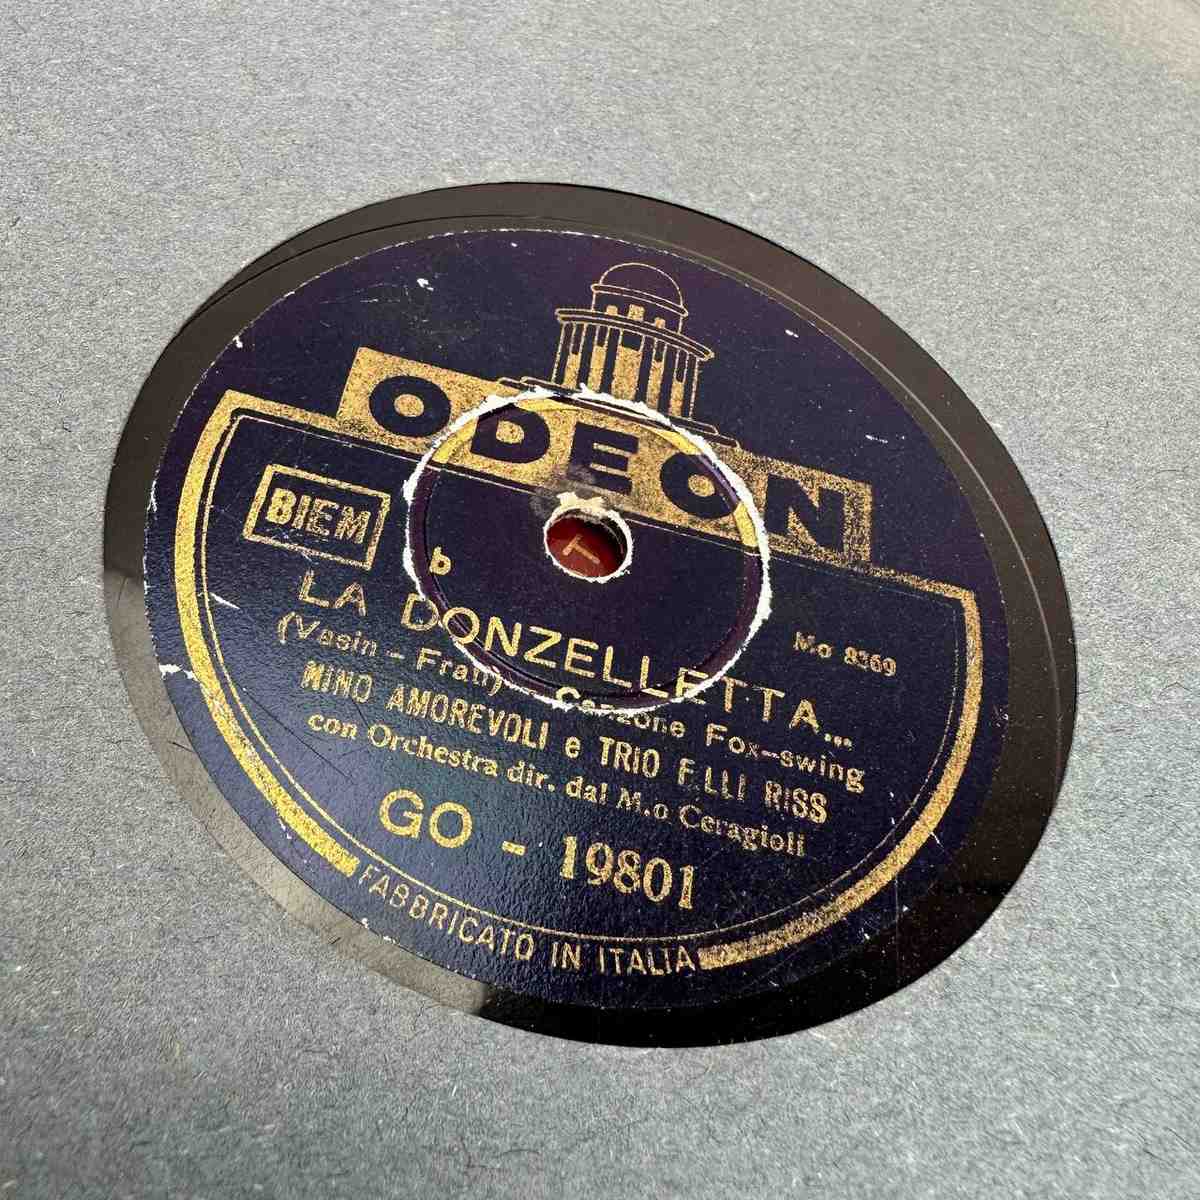 ODEON
BIEM
b
Mo 8369
LA DONZELLETTA...
(Vasin - Frati) - Canzone Fox-swing
NINO AMOREVOLI e TRIO F.LLI RISS
con Orchestra dir. dal M.o Ceragioli
GO - 19801
FABBRICATO IN ITALIA
T